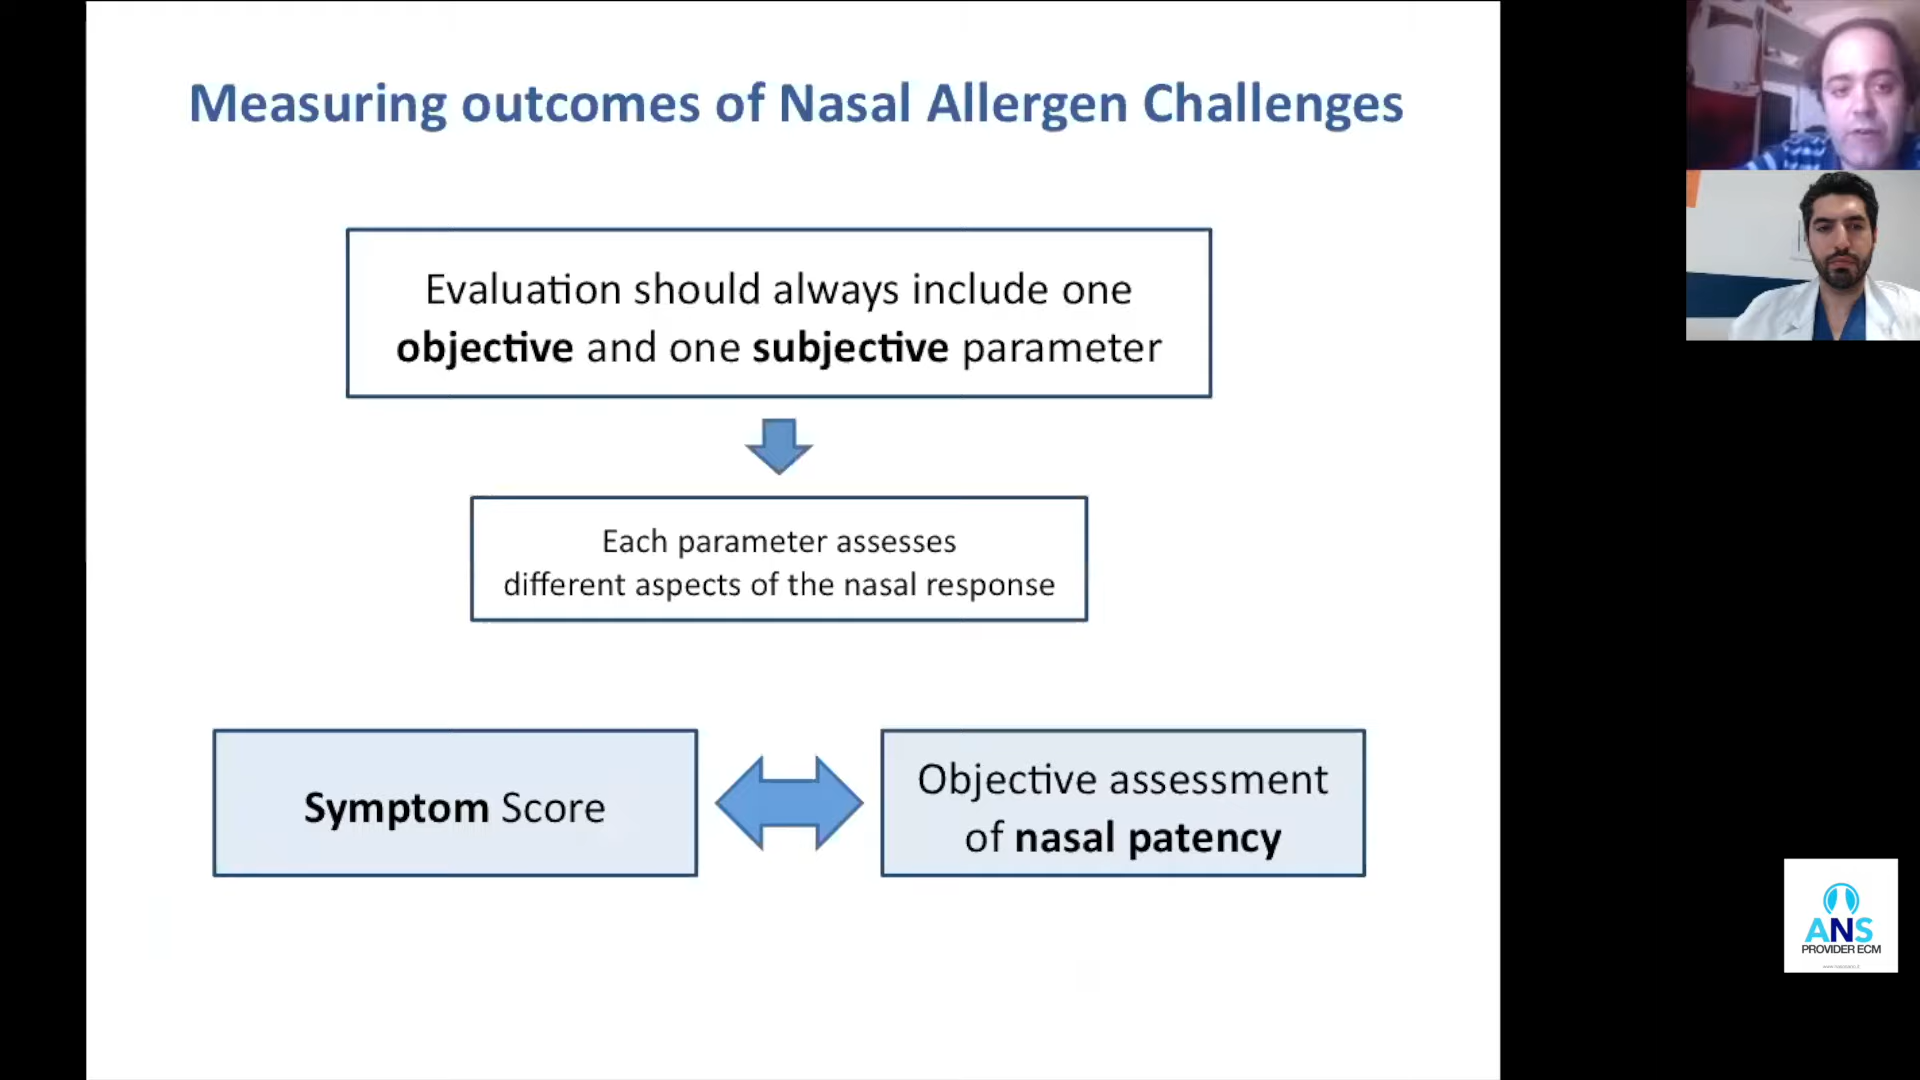 Measuring outcomes of Nasal Allergen Challenges
Evaluation should always include one
objective and one subjective parameter
Each parameter assesses
different aspects of the nasal response
Symptom Score
Objective assessment
of nasal patency
ANS
PROVIDER ECM